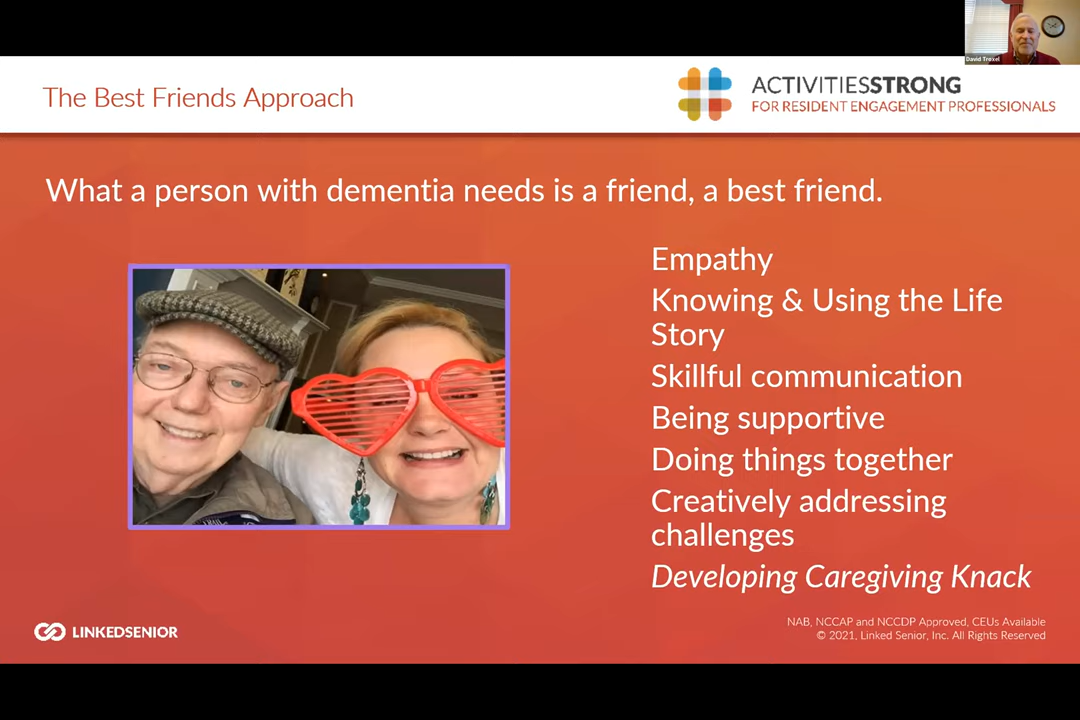 David Troxel
The Best Friends Approach
ACTIVITIESSTRONG
FOR RESIDENT ENGAGEMENT PROFESSIONALS
What a person with dementia needs is a friend, a best friend.
Empathy
Knowing & Using the Life
Story
Skillful communication
Being supportive
Doing things together
Creatively addressing
challenges
Developing Caregiving Knack
LINKEDSENIOR
NAB, NCCAP and NCCDP Approved, CEUs Available
© 2021, Linked Senior, Inc. All Rights Reserved